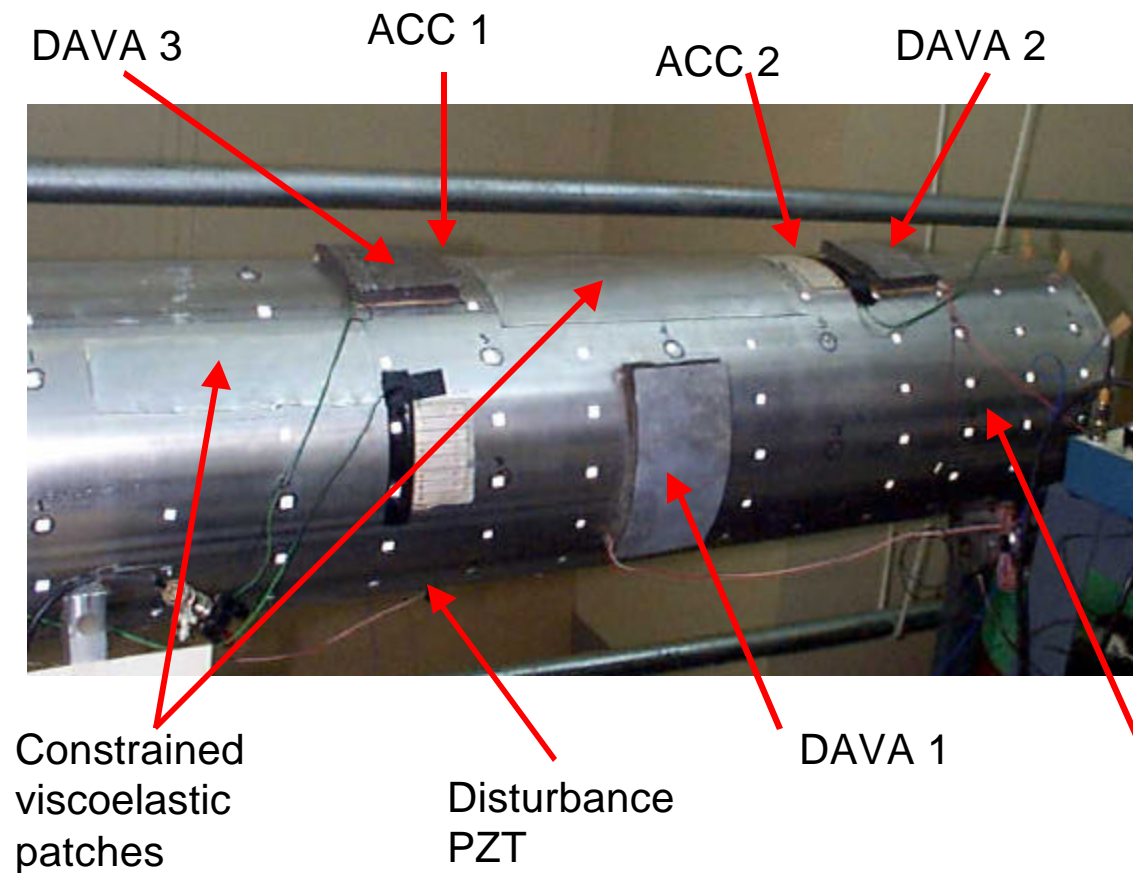 DAVA 3
ACC 1
ACC 2
DAVA 2
Constrained
viscoelastic
patches
Disturbance
PZT
DAVA 1